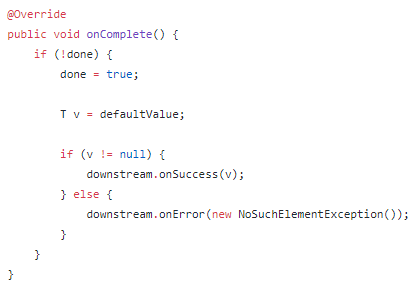 @Override
public void onComplete() {
    if (!done) {
        done = true;

        T v = defaultValue;

        if (v != null) {
            downstream.onSuccess(v);
        } else {
            downstream.onError(new NoSuchElementException());
        }
    }
}